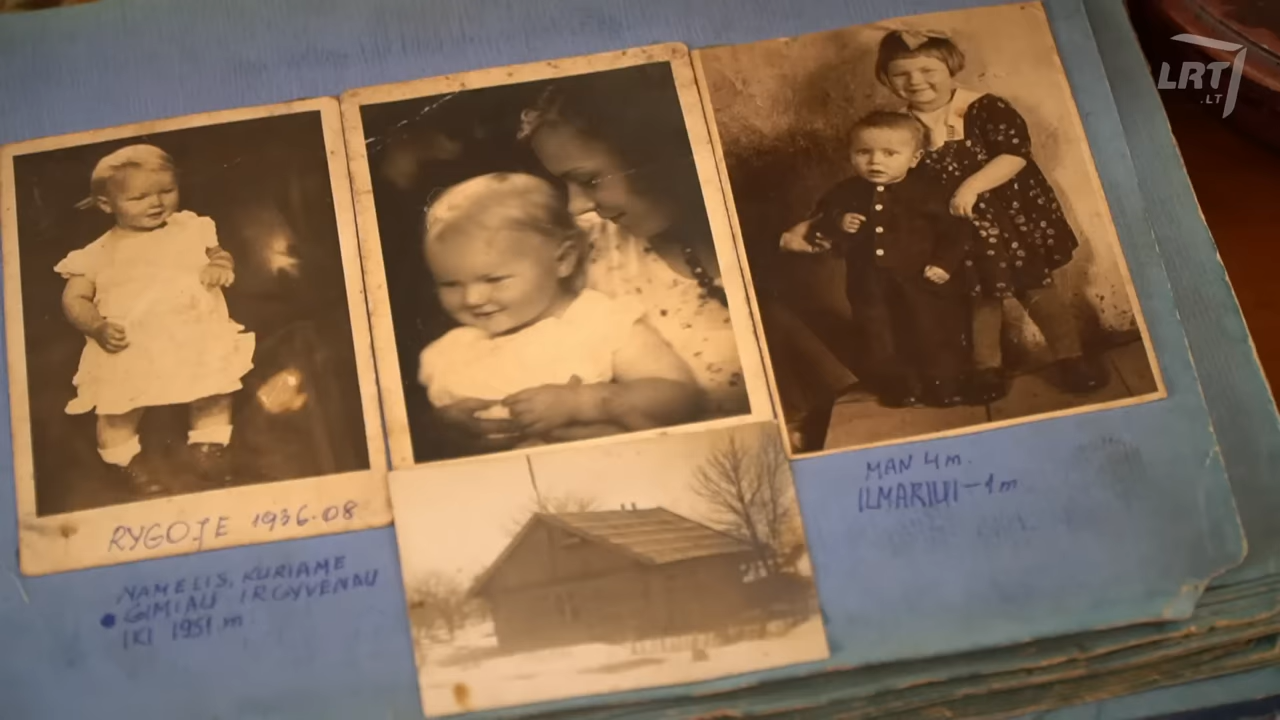 LRT
.LT
RYGOJE 1936-08
NAMELIS, KURIAME
GIMIAU IR GYVENAU
IKI 1951 m
MAN 4 m.
ILMARIUI-1 m